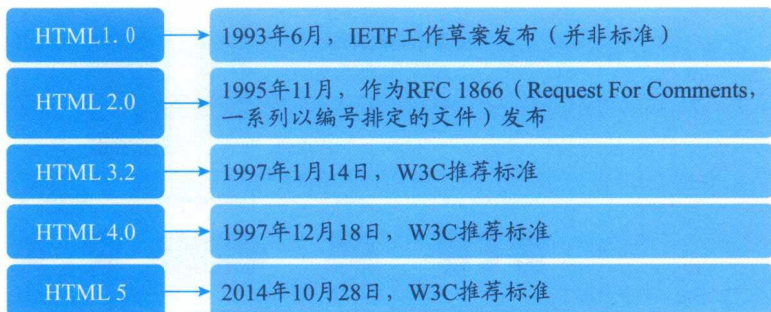 HTML1. 0
1993年6月，IETF工作草案发布（并非标准）
HTML 2.0
1995年11月，作为RFC 1866（Request For Comments，
一系列以编号排定的文件）发布
HTML 3.2
1997年1月14日，W3C推荐标准
HTML 4.0
1997年12月18日，W3C推荐标准
HTML 5
2014年10月28日，W3C推荐标准